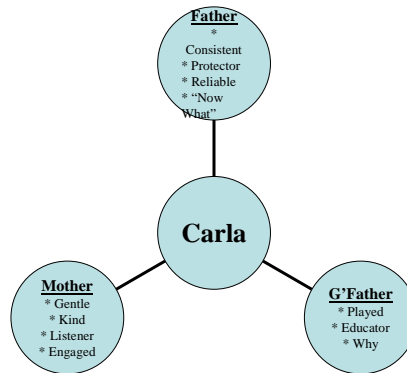 Father
*
Consistent
* Protector
* Reliable
* “Now
What”
Carla
Mother
* Gentle
* Kind
* Listener
* Engaged
G’Father
* Played
* Educator
* Why